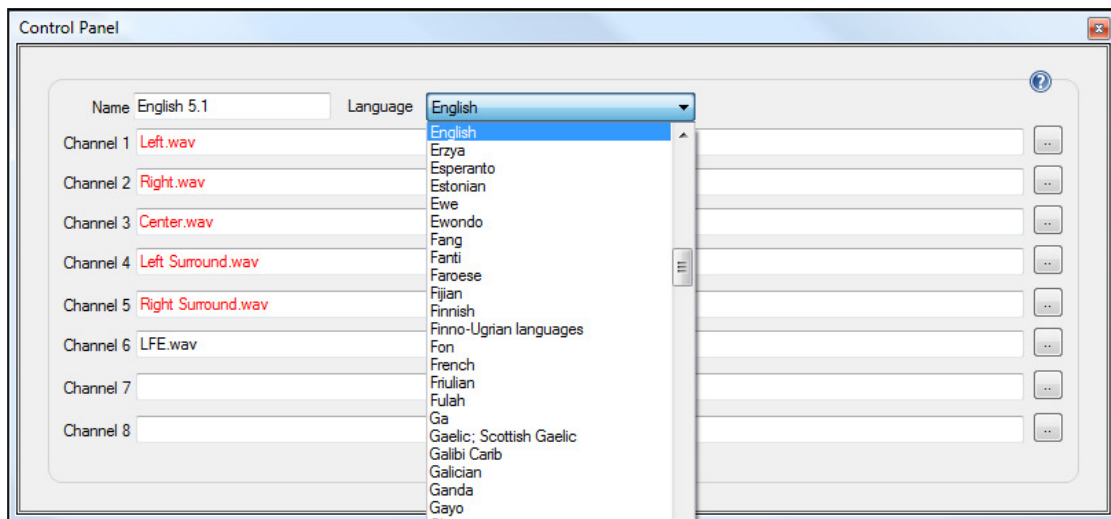 Control Panel
Name English 5.1 Language English
Channel 1 Left.wav
Channel 2 Right.wav
Channel 3 Center.wav
Channel 4 Left Surround.wav
Channel 5 Right Surround.wav
Channel 6 LFE.wav
Channel 7
Channel 8
English
Erzya
Esperanto
Estonian
Ewe
Ewondo
Fang
Fanti
Faroese
Fijian
Finnish
Finno-Ugrian languages
Fon
French
Friulian
Fulah
Ga
Gaelic; Scottish Gaelic
Galibi Carib
Galician
Ganda
Gayo